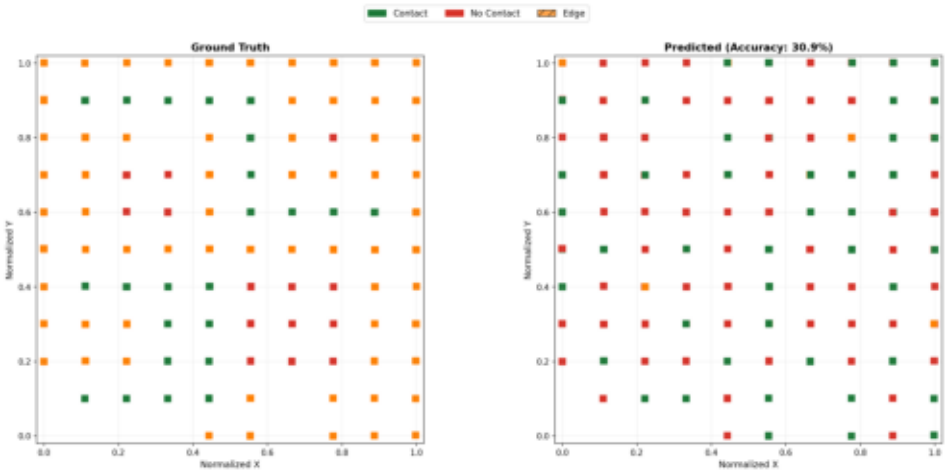 Contact No Contact Edge
Ground Truth
Predicted (Accuracy: 30.9%)
1.0
0.8
0.6
0.4
0.2
0.0
Normalized Y
0.0 0.2 0.4 0.6 0.8 1.0
Normalized X
1.0
0.8
0.6
0.4
0.2
0.0
Normalized Y
0.0 0.2 0.4 0.6 0.8 1.0
Normalized X